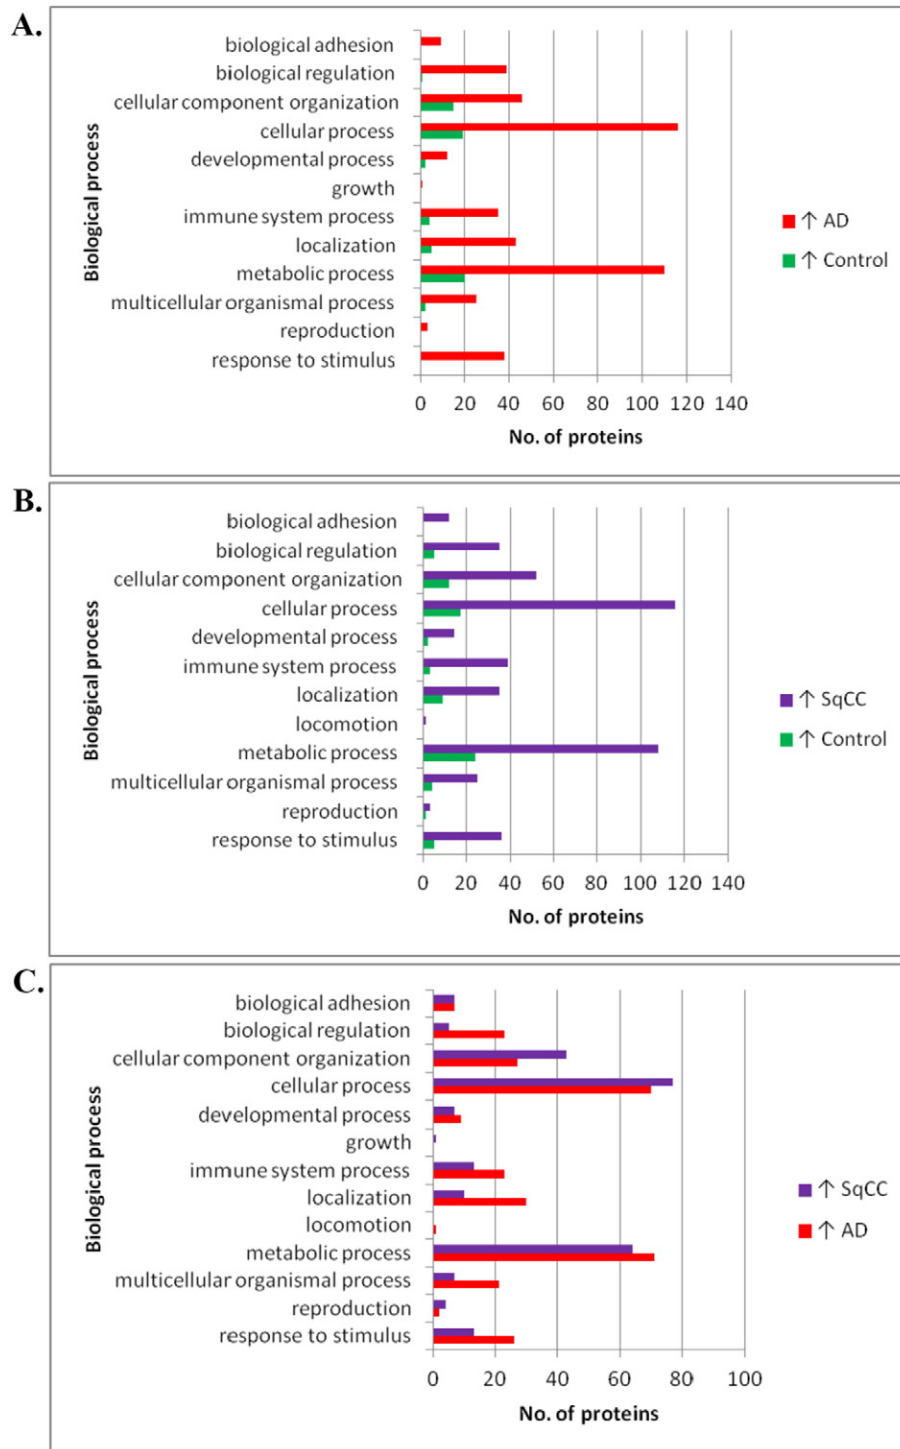 A.
biological adhesion
biological regulation
cellular component organization
cellular process
developmental process
growth
immune system process
localization
metabolic process
multicellular organismal process
reproduction
response to stimulus
Biological process
0 20 40 60 80 100 120 140
No. of proteins
↑ AD
↑ Control
B.
biological adhesion
biological regulation
cellular component organization
cellular process
developmental process
immune system process
localization
locomotion
metabolic process
multicellular organismal process
reproduction
response to stimulus
Biological process
0 20 40 60 80 100 120 140
No. of proteins
↑ SqCC
↑ Control
C.
biological adhesion
biological regulation
cellular component organization
cellular process
developmental process
growth
immune system process
localization
locomotion
metabolic process
multicellular organismal process
reproduction
response to stimulus
Biological process
0 20 40 60 80 100
No. of proteins
↑ SqCC
↑ AD